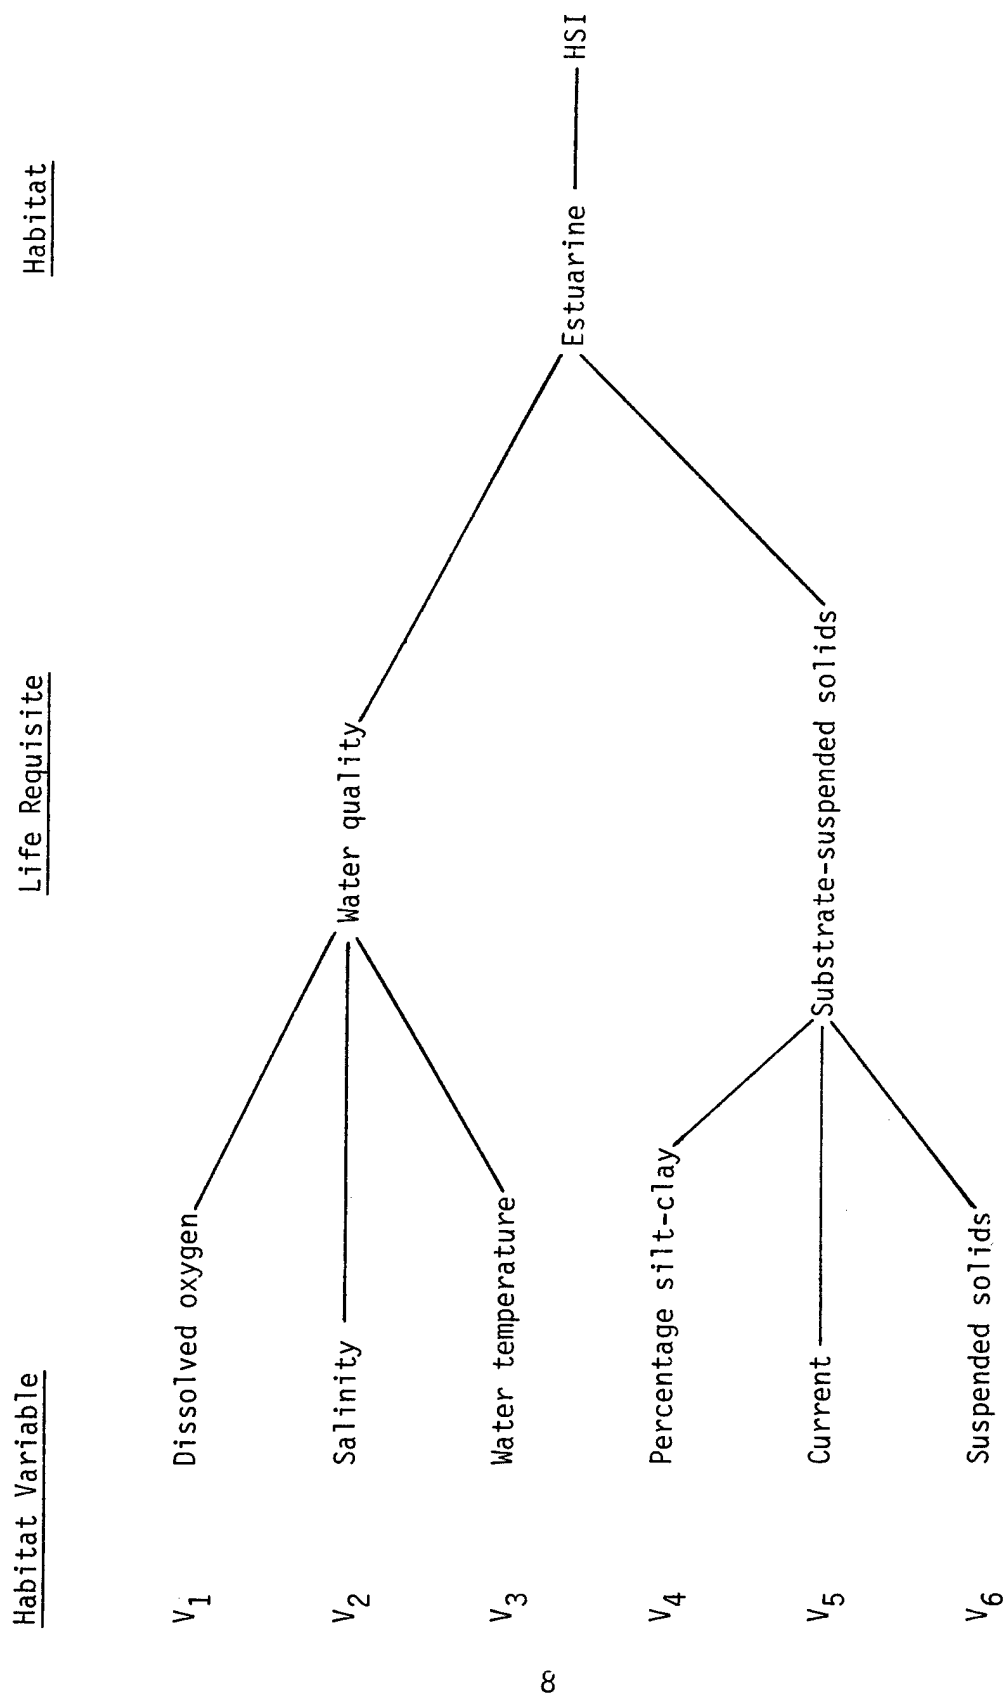 Habitat Variable
Life Requisite
Habitat
V1 Dissolved oxygen
V2 Salinity
V3 Water temperature
Water quality
V4 Percentage silt-clay
V5 Current
V6 Suspended solids
Substrate-suspended solids
Estuarine
HSI
8